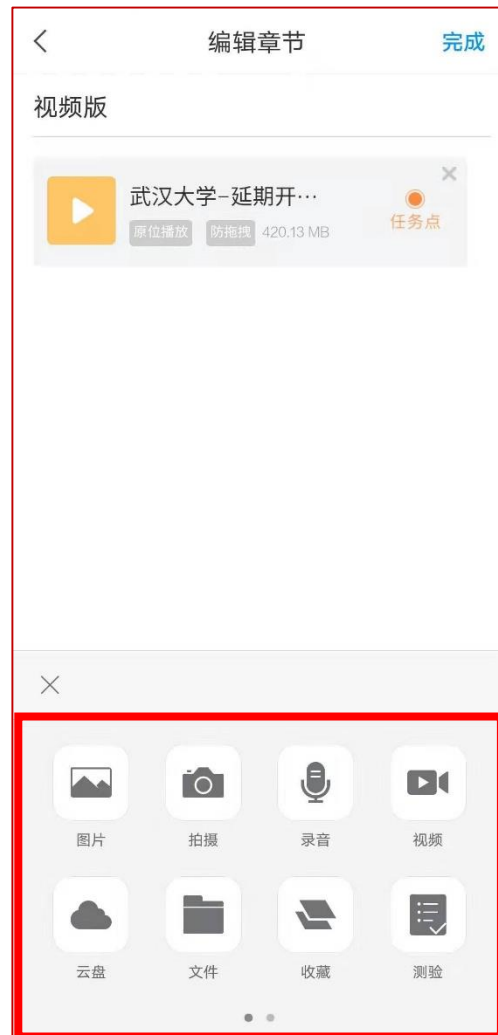 编辑章节 完成
视频版
武汉大学-延期开…
原位播放 防拖拽 420.13 MB
任务点
图片 拍摄 录音 视频
云盘 文件 收藏 测验